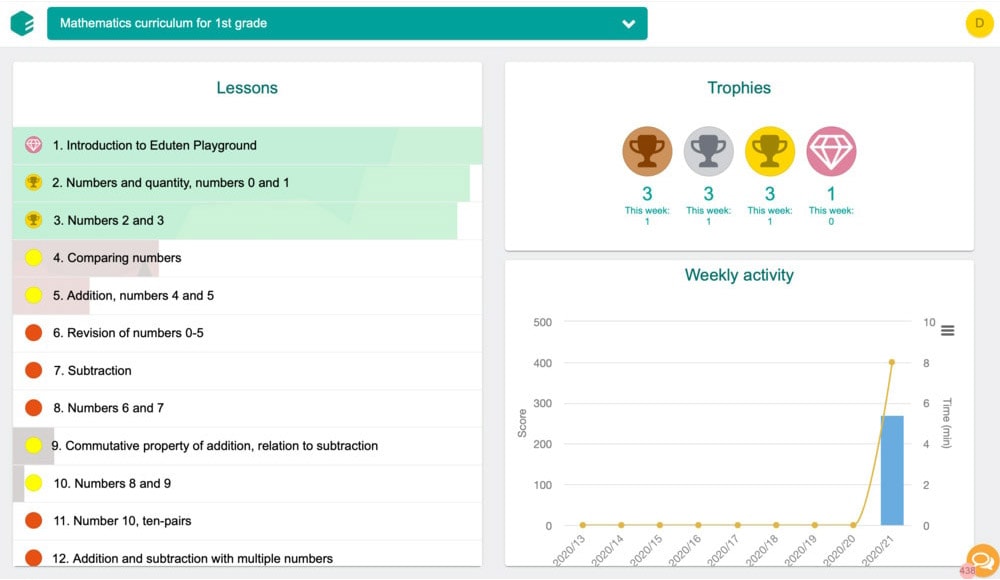 Mathematics curriculum for 1st grade
D
Lessons
1. Introduction to Eduten Playground
2. Numbers and quantity, numbers 0 and 1
3. Numbers 2 and 3
4. Comparing numbers
5. Addition, numbers 4 and 5
6. Revision of numbers 0-5
7. Subtraction
8. Numbers 6 and 7
9. Commutative property of addition, relation to subtraction
10. Numbers 8 and 9
11. Number 10, ten-pairs
12. Addition and subtraction with multiple numbers
Trophies
3 3 3 1
This week: This week: This week: This week:
1 1 1 0
Weekly activity
500 10
400 8
300 6
200 4
100 2
0 0
Score
Time (min)
2020/13 2020/14 2020/15 2020/16 2020/17 2020/18 2020/19 2020/20 2020/21
438